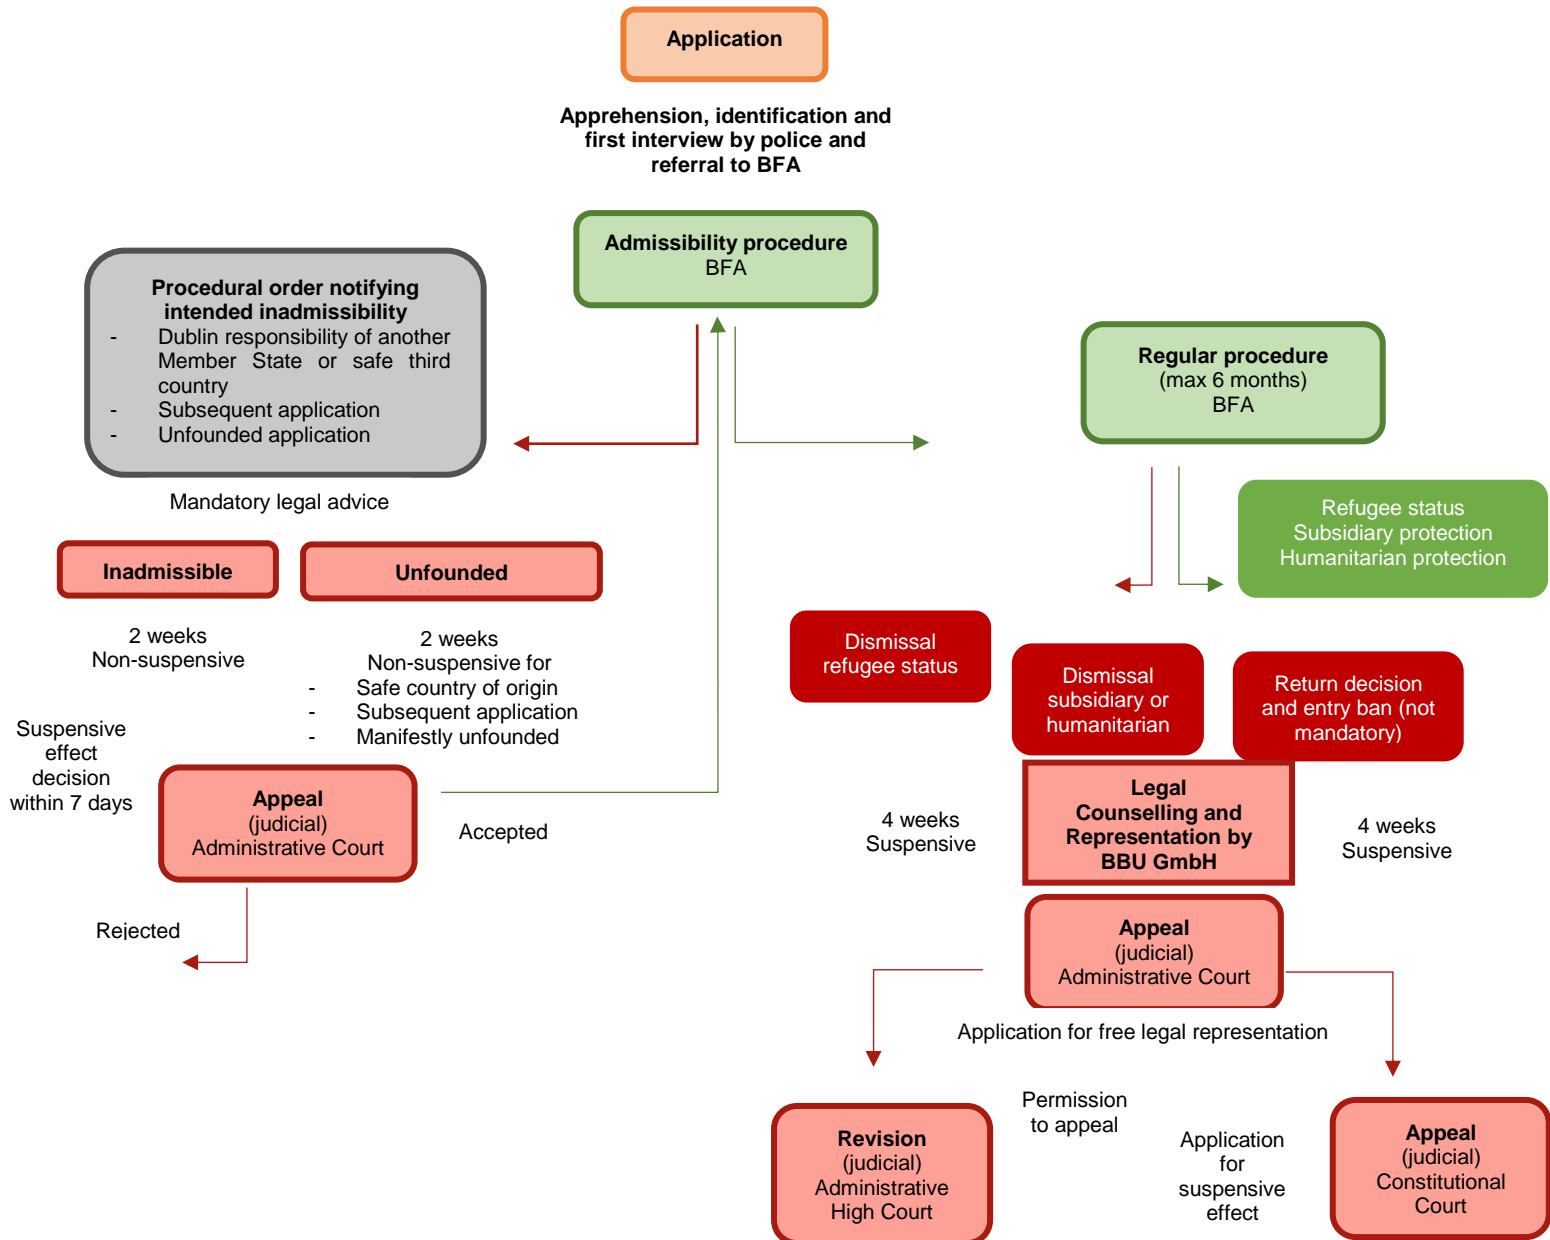 Application
Apprehension, identification and
first interview by police and
referral to BFA
Admissibility procedure
BFA
Procedural order notifying
intended inadmissibility
- Dublin responsibility of another
Member State or safe third
country
- Subsequent application
- Unfounded application
Mandatory legal advice
Regular procedure
(max 6 months)
BFA
Refugee status
Subsidiary protection
Humanitarian protection
Inadmissible
Unfounded
2 weeks
Non-suspensive
2 weeks
Non-suspensive for
- Safe country of origin
- Subsequent application
- Manifestly unfounded
Suspensive
effect
decision
within 7 days
Appeal
(judicial)
Administrative Court
Accepted
Rejected
Dismissal
refugee status
Dismissal
subsidiary or
humanitarian
Return decision
and entry ban (not
mandatory)
4 weeks
Suspensive
Legal
Counselling and
Representation by
BBU GmbH
4 weeks
Suspensive
Appeal
(judicial)
Administrative Court
Application for free legal representation
Revision
(judicial)
Administrative
High Court
Permission
to appeal
Application
for
suspensive
effect
Appeal
(judicial)
Constitutional
Court